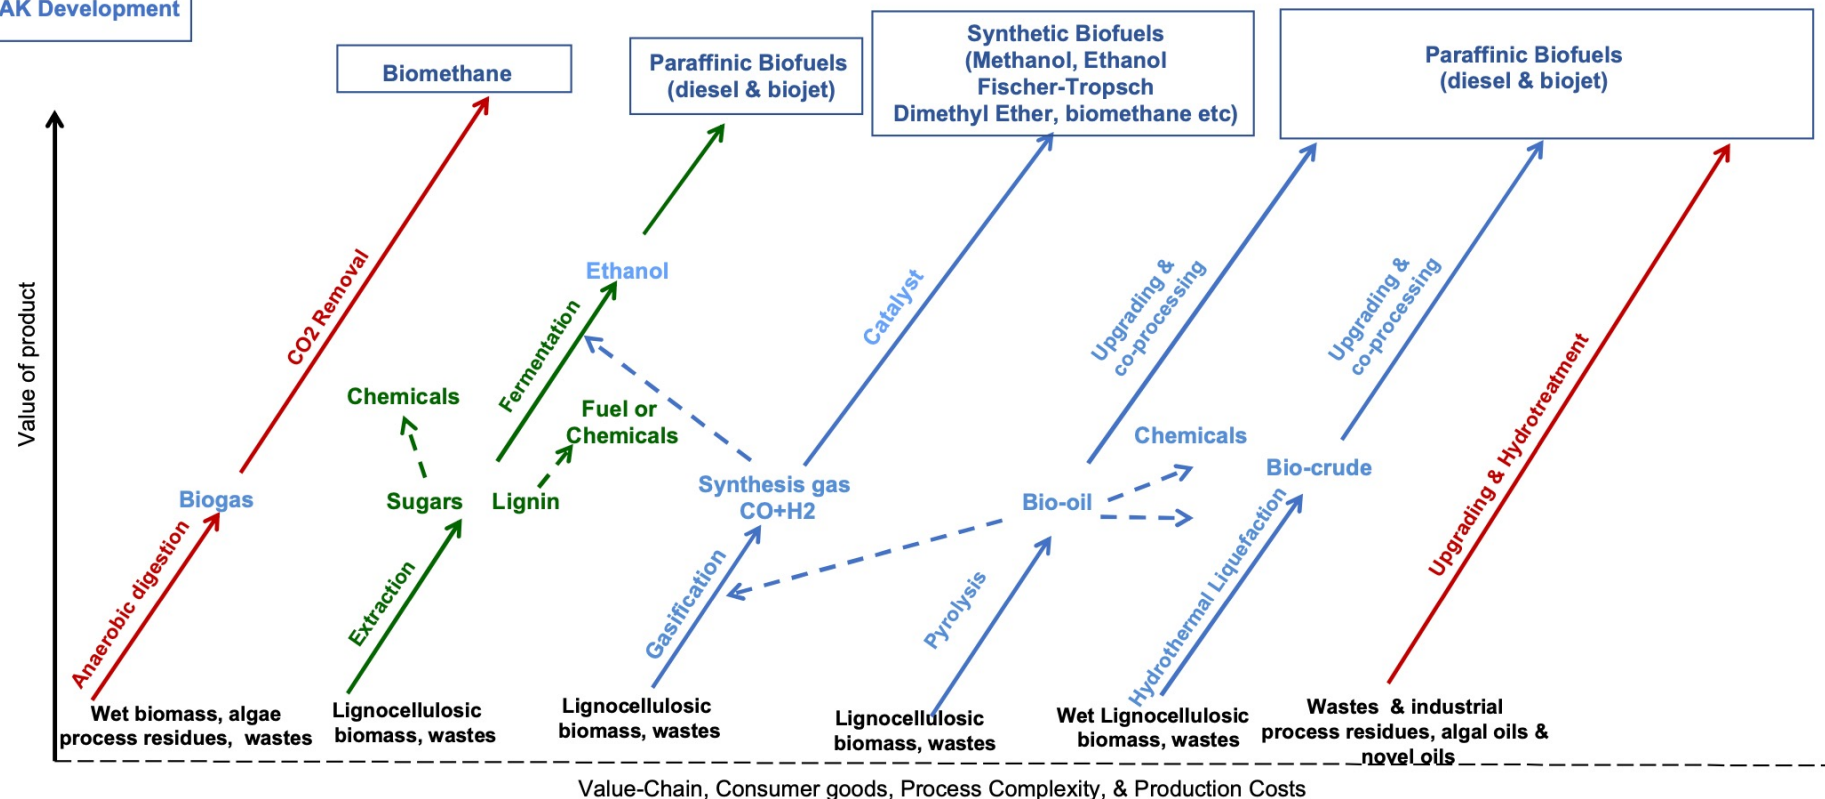 AK Development
Biomethane
Paraffinic Biofuels
(diesel & biojet)
Synthetic Biofuels
(Methanol, Ethanol
Fischer-Tropsch
Dimethyl Ether, biomethane etc)
Paraffinic Biofuels
(diesel & biojet)
Value of product
CO2 Removal
Ethanol
Fermentation
Catalyst
Upgrading &
co-processing
Upgrading &
co-processing
Upgrading & Hydrotreatment
Chemicals
Fuel or
Chemicals
Chemicals
Biogas
Sugars
Lignin
Synthesis gas
CO+H2
Bio-oil
Bio-crude
Anaerobic digestion
Extraction
Gasification
Pyrolysis
Hydrothermal Liquefaction
Wet biomass, algae
process residues, wastes
Lignocellulosic
biomass, wastes
Lignocellulosic
biomass, wastes
Lignocellulosic
biomass, wastes
Wet Lignocellulosic
biomass, wastes
Wastes & industrial
process residues, algal oils &
novel oils
Value-Chain, Consumer goods, Process Complexity, & Production Costs